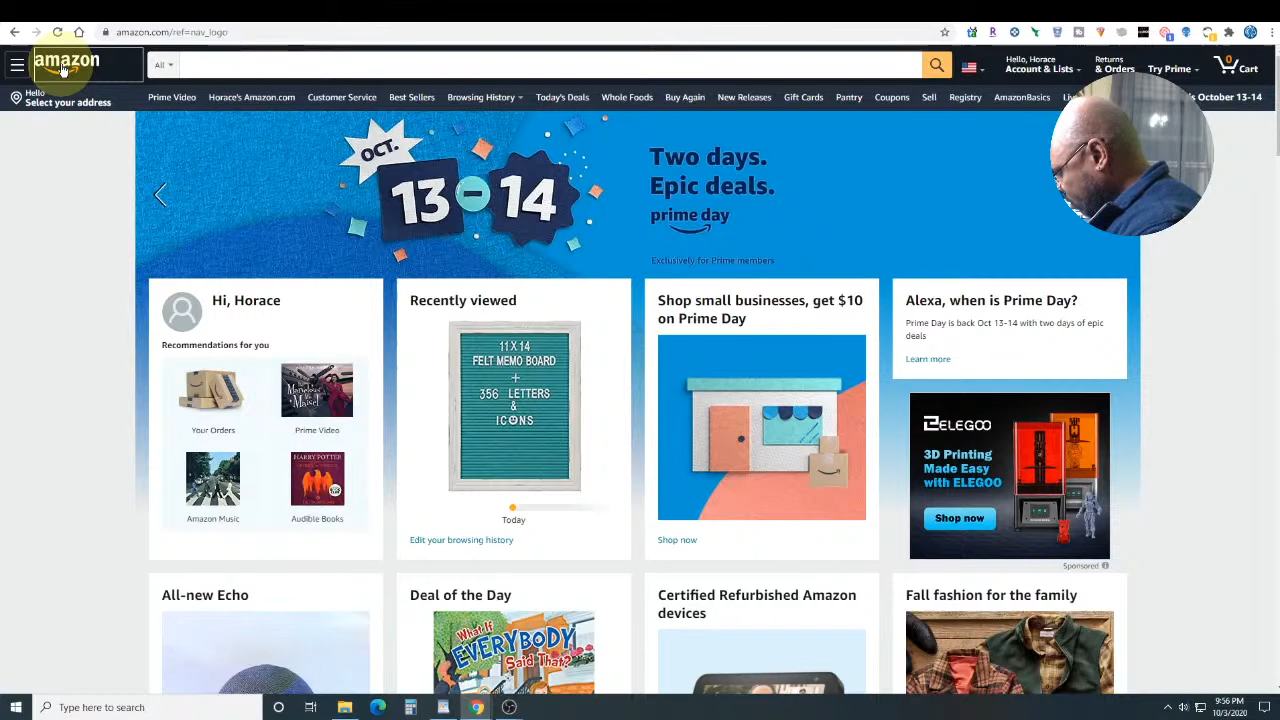 amazon.com/ref=nav_logo
amazon
All
Hello, Horace
Account & Lists
Returns
& Orders
Try Prime
0
Cart
Hello
Select your address
Prime Video
Horace's Amazon.com
Customer Service
Best Sellers
Browsing History
Today's Deals
Whole Foods
Buy Again
New Releases
Gift Cards
Pantry
Coupons
Sell
Registry
AmazonBasics
October 13-14
OCT.
13-14
Two days.
Epic deals.
prime day
Exclusively for Prime members
Hi, Horace
Recommendations for you
Your Orders
Prime Video
Amazon Music
Audible Books
Marvelous
Mrs. Maisel
HARRY POTTER
Recently viewed
11X14
FELT MEMO BOARD
+
356 LETTERS
&
ICONS
Today
Edit your browsing history
Shop small businesses, get $10
on Prime Day
Shop now
Alexa, when is Prime Day?
Prime Day is back Oct 13-14 with two days of epic
deals
Learn more
ELEGOO
3D Printing
Made Easy
with ELEGOO
Shop now
Sponsored
All-new Echo
Deal of the Day
What If
EVERYBODY
Said That?
Certified Refurbished Amazon
devices
Fall fashion for the family
Type here to search
9:56 PM
10/3/2020